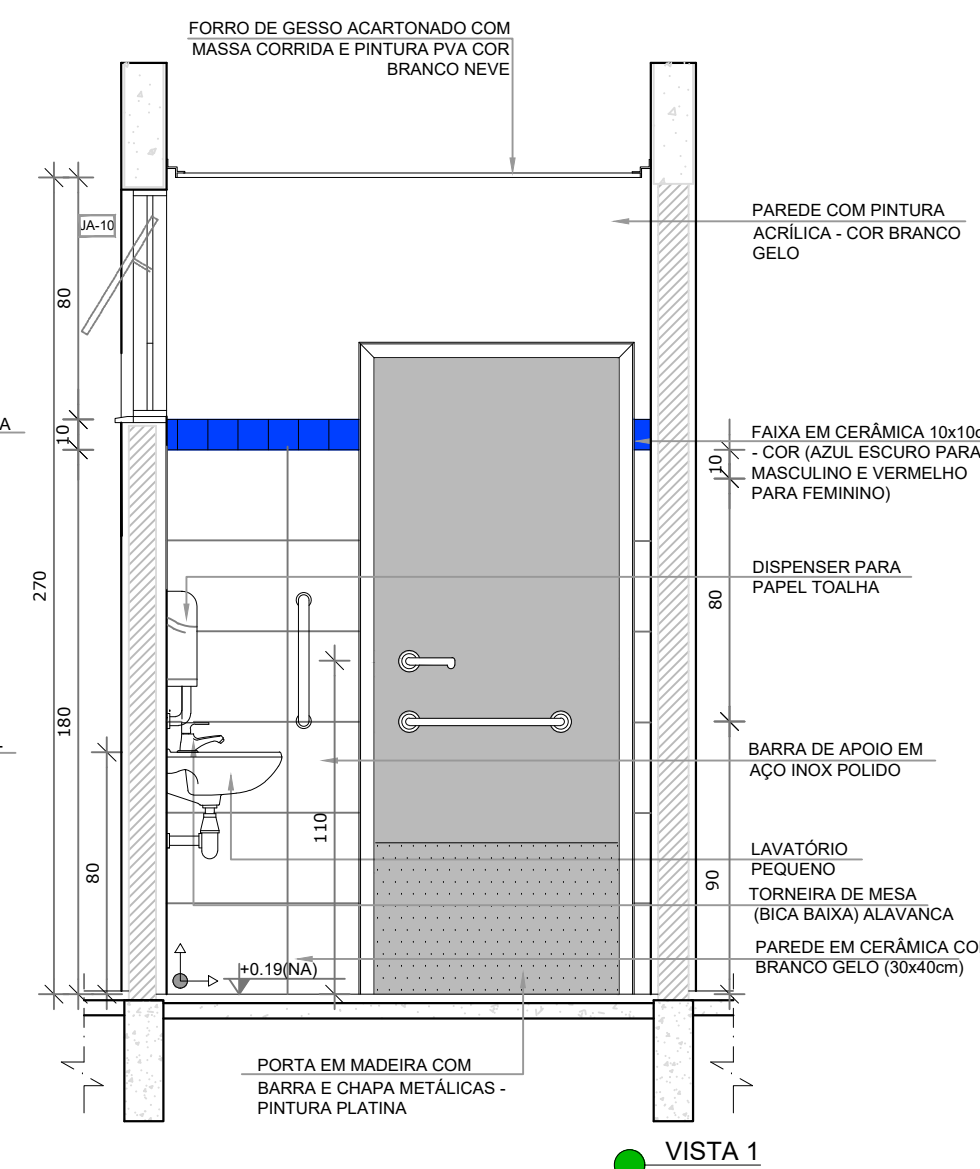 FORRO DE GESSO ACARTONADO COM
MASSA CORRIDA E PINTURA PVA COR
BRANCO NEVE
JA-10
PAREDE COM PINTURA
ACRÍLICA - COR BRANCO
GELO
80
10
A
FAIXA EM CERÂMICA 10x10c
- COR (AZUL ESCURO PARA
MASCULINO E VERMELHO
PARA FEMININO)
10
270
DISPENSER PARA
PAPEL TOALHA
80
180
BARRA DE APOIO EM
AÇO INOX POLIDO
110
80
90
LAVATÓRIO
PEQUENO
TORNEIRA DE MESA
(BICA BAIXA) ALAVANCA
PAREDE EM CERÂMICA CO
BRANCO GELO (30x40cm)
+0.19(NA)
PORTA EM MADEIRA COM
BARRA E CHAPA METÁLICAS -
PINTURA PLATINA
VISTA 1